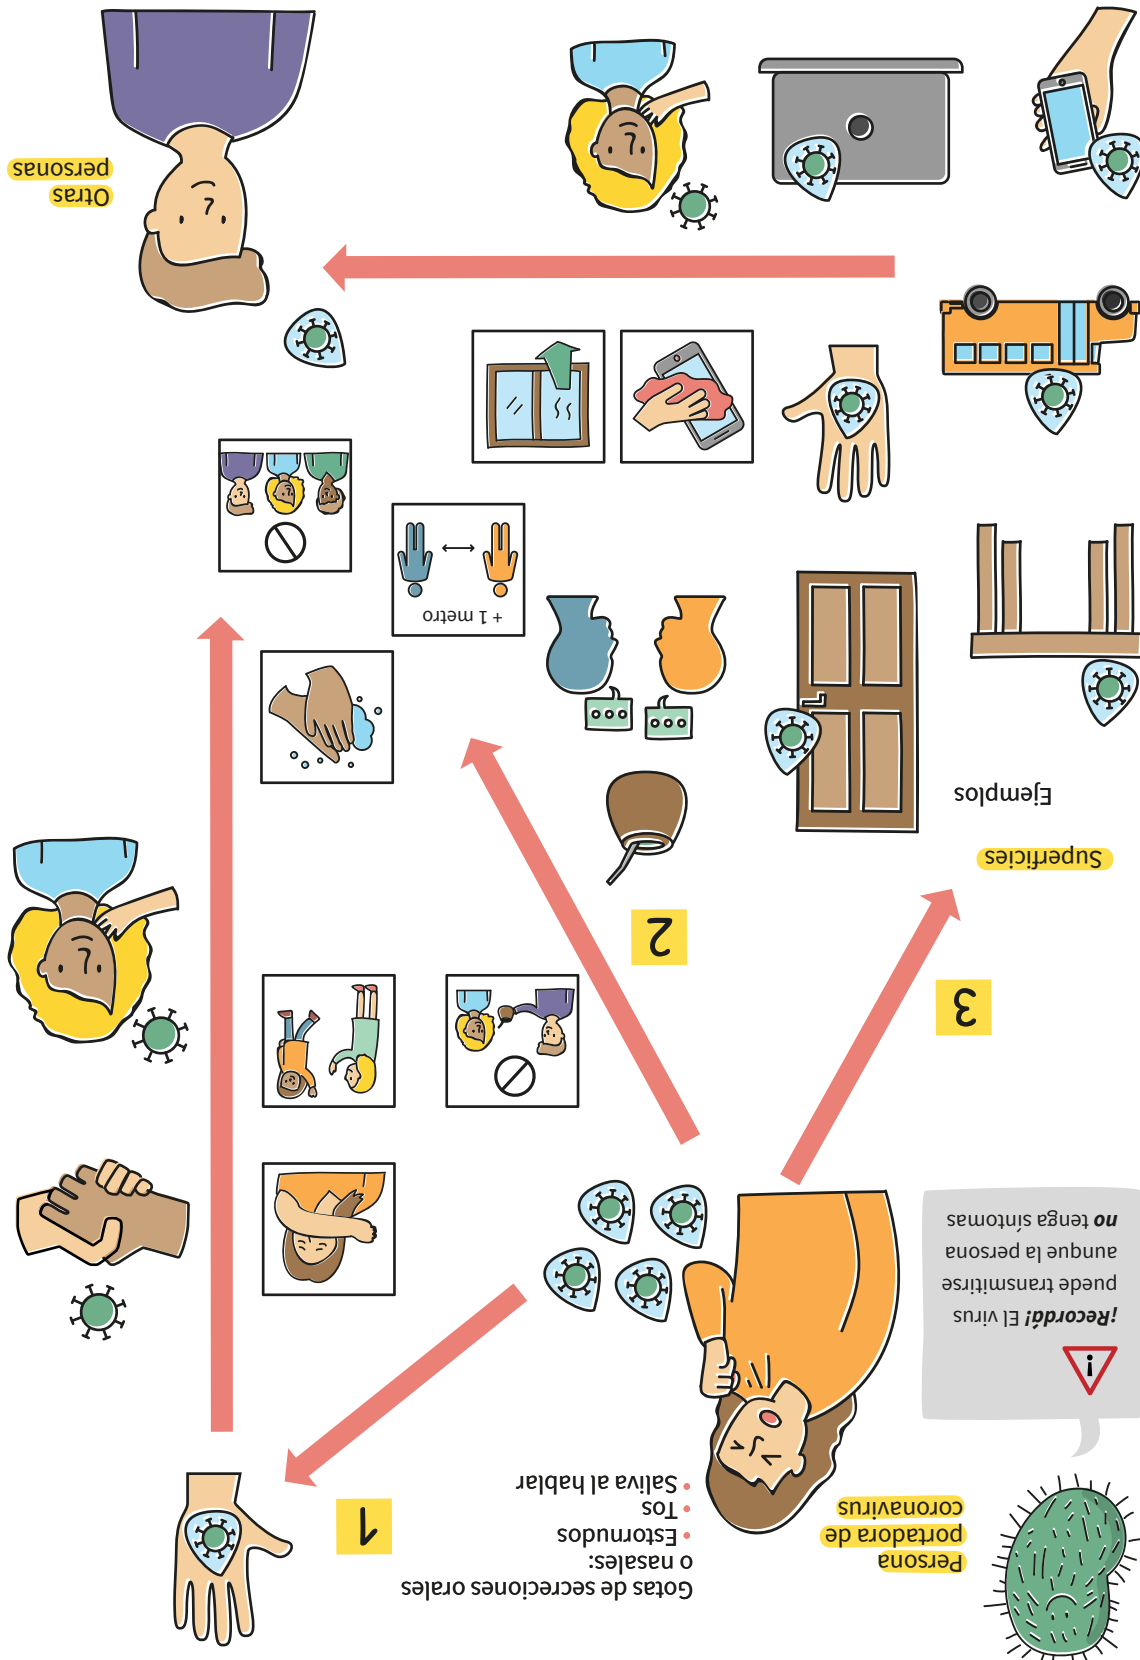 Persona
portadora de
coronavirus
Gotas de secreciones orales
o nasales:
• Estornudos
• Tos
• Saliva al hablar
1
¡Recordá! El virus
puede transmitirse
aunque la persona
no tenga síntomas
3
2
Superficies
Ejemplos
+ 1 metro
Otras
personas